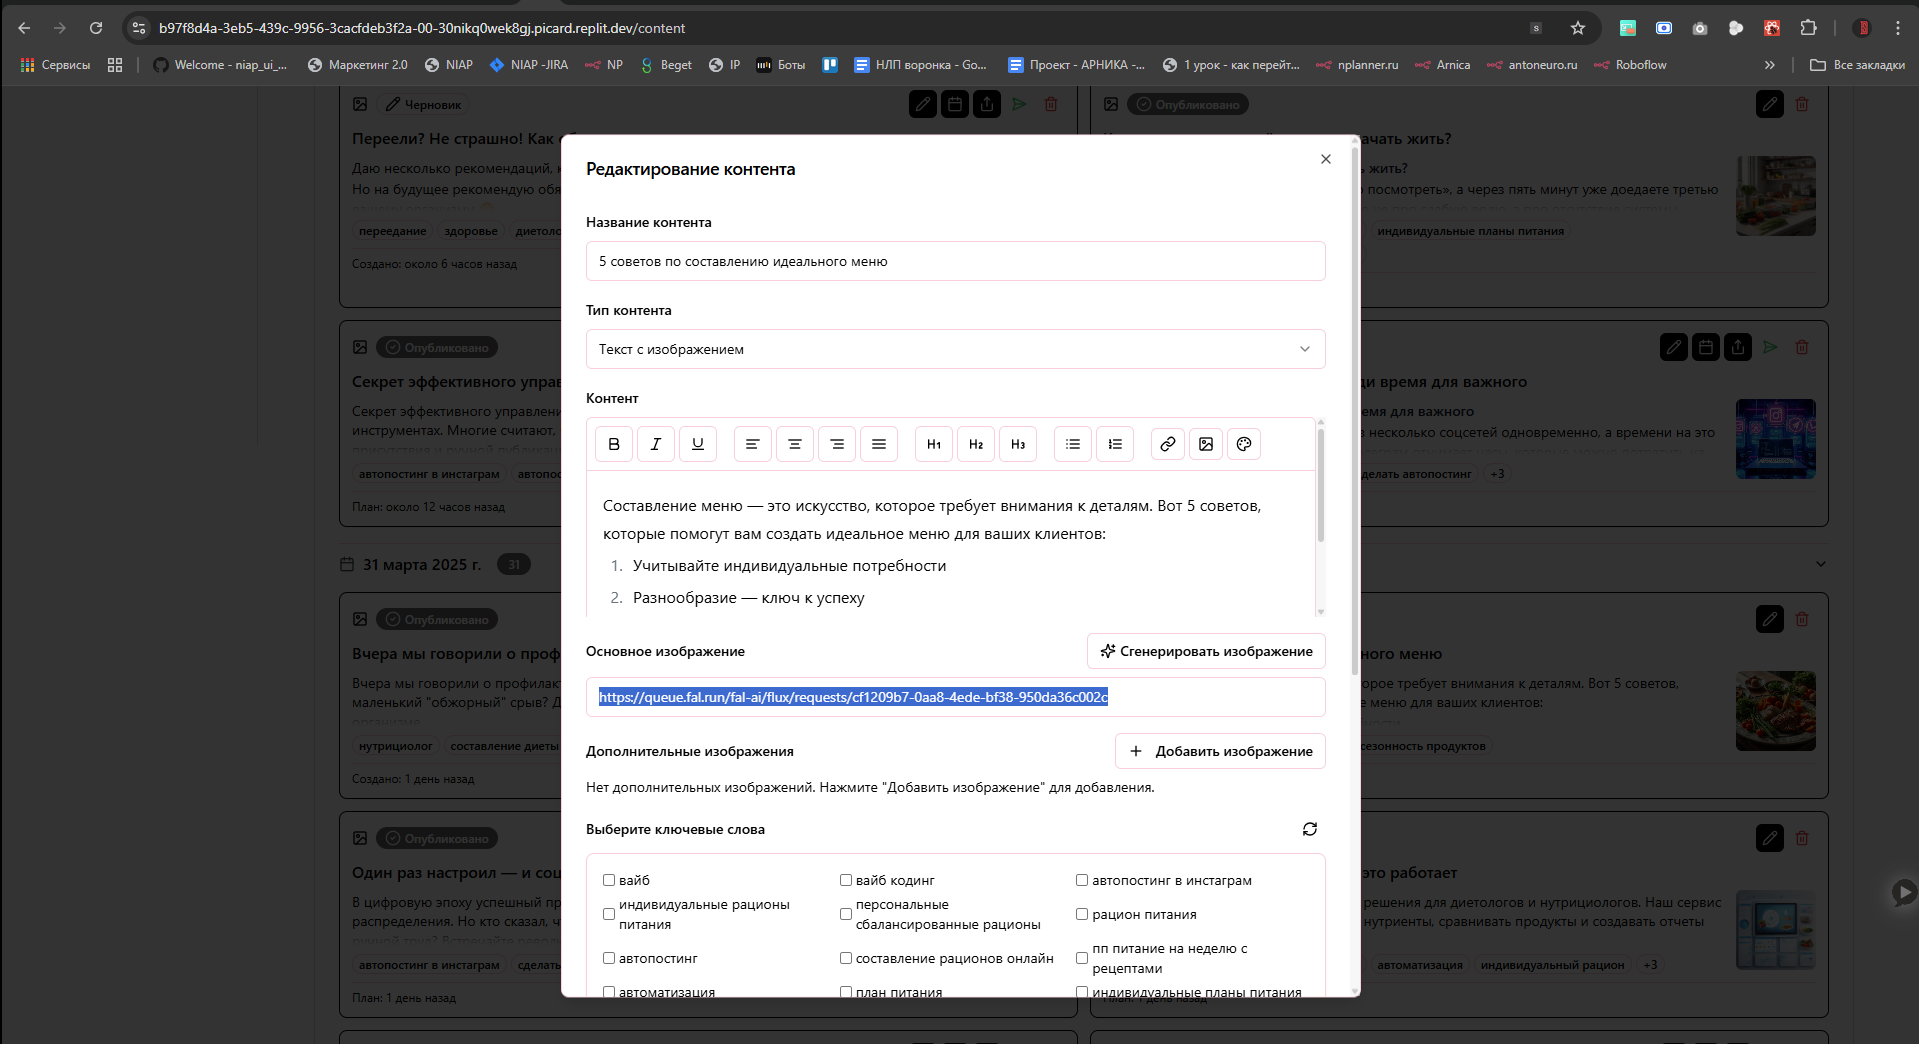 b97f8d4a-3eb5-439c-9956-3cacfdeb3f2a-00-30nikq0wek8gj.picard.replit.dev/content
Сервисы
Welcome - niap_ui_...
Маркетинг 2.0
NIAP
NIAP -JIRA
NP
Beget
IP
Боты
НЛП воронка - Go...
Проект - АРНИКА -...
1 урок - как перейт...
nplanner.ru
Arnica
antoneuro.ru
Roboflow
Все закладки
Черновик
Опубликовано
Переели? Не страшно! Как
ачать жить?
Даю несколько рекомендаций,
Но на будущее рекомендую
жить?
посмотреть», а через пять минут уже доедаете третью
переедание
здоровье
индивидуальные планы питания
Создано: около 6 часов назад
Редактирование контента
Название контента
5 советов по составлению идеального меню
Тип контента
Текст с изображением
Контент
B I U H1 H2 H3
Составление меню — это искусство, которое требует внимания к деталям. Вот 5 советов,
которые помогут вам создать идеальное меню для ваших клиентов:
1. Учитывайте индивидуальные потребности
2. Разнообразие — ключ к успеху
Основное изображение
Сгенерировать изображение
https://queue.fal.run/fal-ai/flux/requests/cf1209b7-0aa8-4ede-bf38-950da36c002c
Дополнительные изображения
Добавить изображение
Нет дополнительных изображений. Нажмите "Добавить изображение" для добавления.
Выберите ключевые слова
вайб
вайб кодинг
автопостинг в инстаграм
индивидуальные рационы
питания
персональные
сбалансированные рационы
рацион питания
автопостинг
составление рационов онлайн
пп питание на неделю с
рецептами
автоматизация
план питания
индивидуальные планы питания
Опубликовано
Секрет эффективного упра
ди время для важного
Секрет эффективного управлени
инструментах. Многие считают,
емя для важного
несколько соцсетей одновременно, а времени на это
автопостинг в инстаграм
делать автопостинг
+3
План: около 12 часов назад
31 марта 2025 г.
31
Опубликовано
Вчера мы говорили о проф
ного меню
Вчера мы говорили о профилак
маленький "обжорный" срыв?
орое требует внимания к деталям. Вот 5 советов,
е меню для ваших клиентов:
нутрициолог
составление диеты
сезонность продуктов
Создано: 1 день назад
Опубликовано
Один раз настроил — и соц
это работает
В цифровую эпоху успешный
распределения. Но кто сказал,
решения для диетологов и нутрициологов. Наш сервис
нутриенты, сравнивать продукты и создавать отчеты
автопостинг в инстаграм
автоматизация
индивидуальный рацион
+3
План: 1 день назад
План: 1 день назад